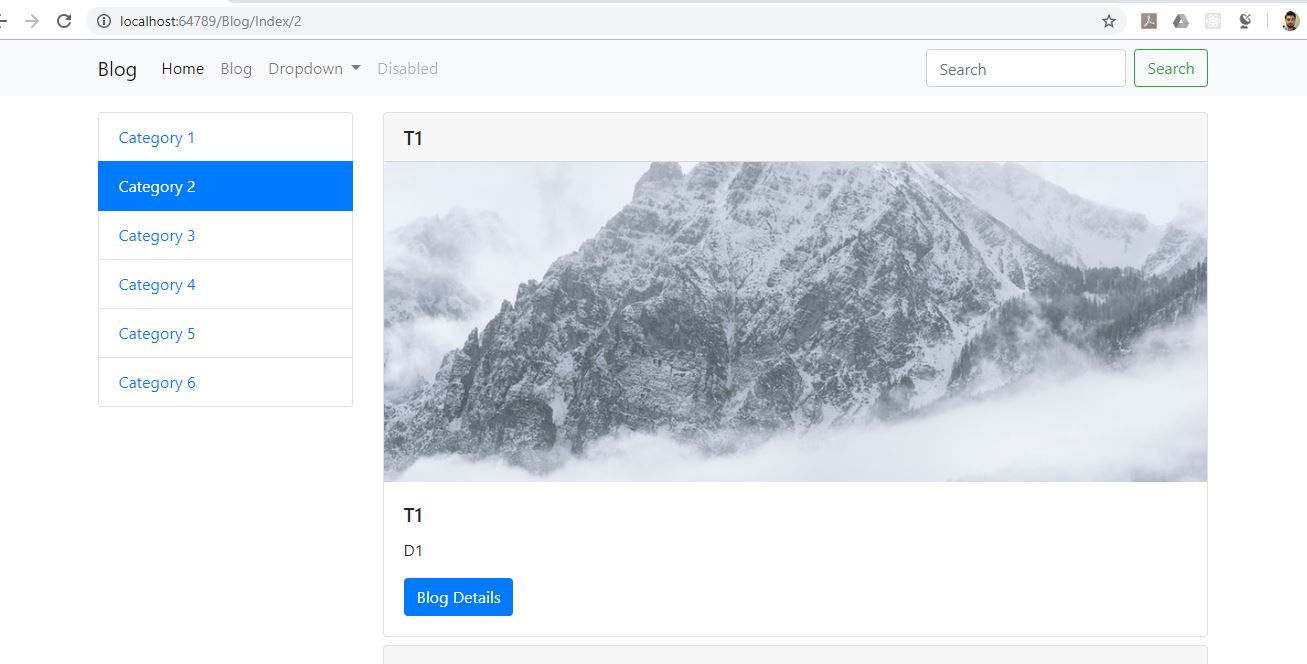 localhost:64789/Blog/Index/2
Blog Home Blog Dropdown Disabled Search Search
Category 1
Category 2
Category 3
Category 4
Category 5
Category 6
T1
T1
D1
Blog Details